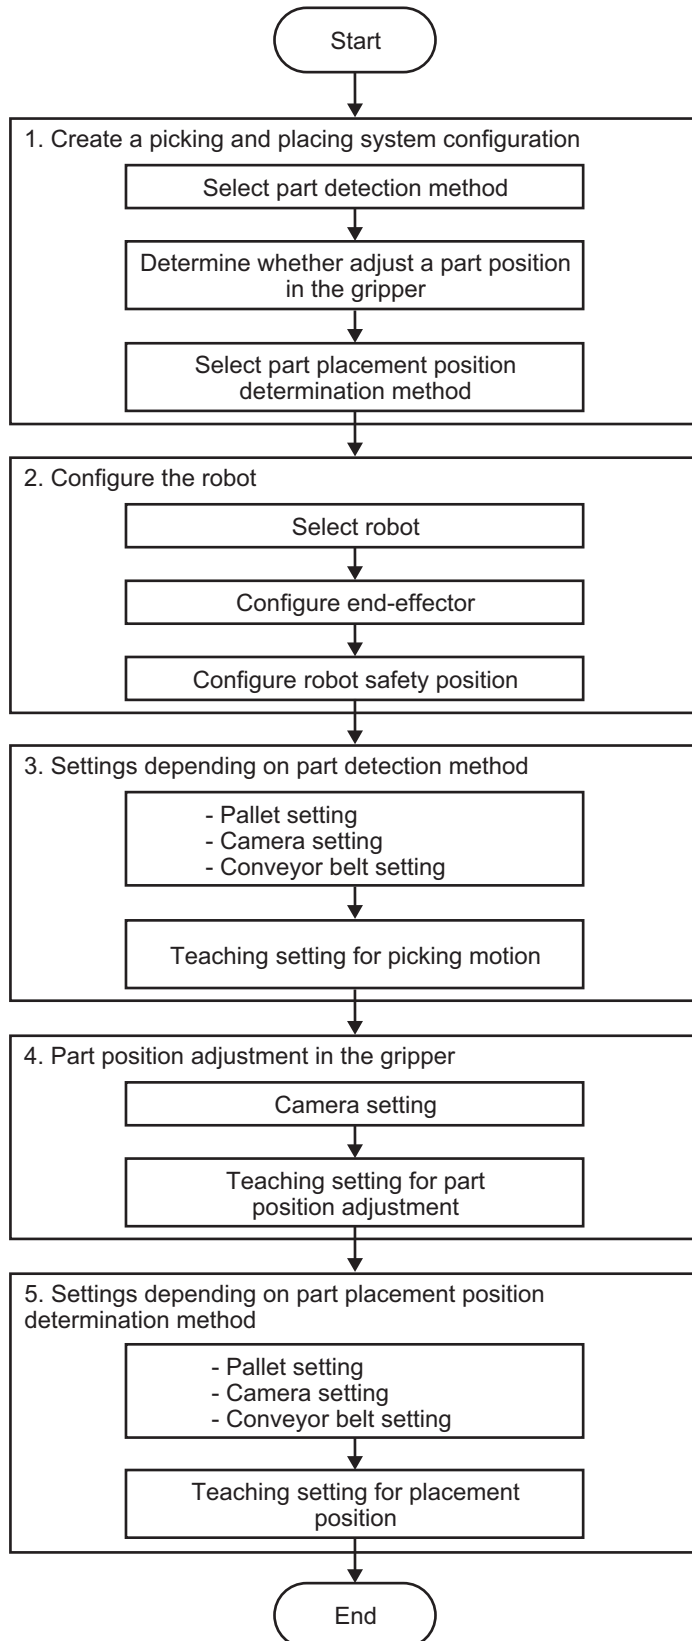 Start
1. Create a picking and placing system configuration
Select part detection method
Determine whether adjust a part position
in the gripper
Select part placement position
determination method
2. Configure the robot
Select robot
Configure end-effector
Configure robot safety position
3. Settings depending on part detection method
- Pallet setting
- Camera setting
- Conveyor belt setting
Teaching setting for picking motion
4. Part position adjustment in the gripper
Camera setting
Teaching setting for part
position adjustment
5. Settings depending on part placement position
determination method
- Pallet setting
- Camera setting
- Conveyor belt setting
Teaching setting for placement
position
End